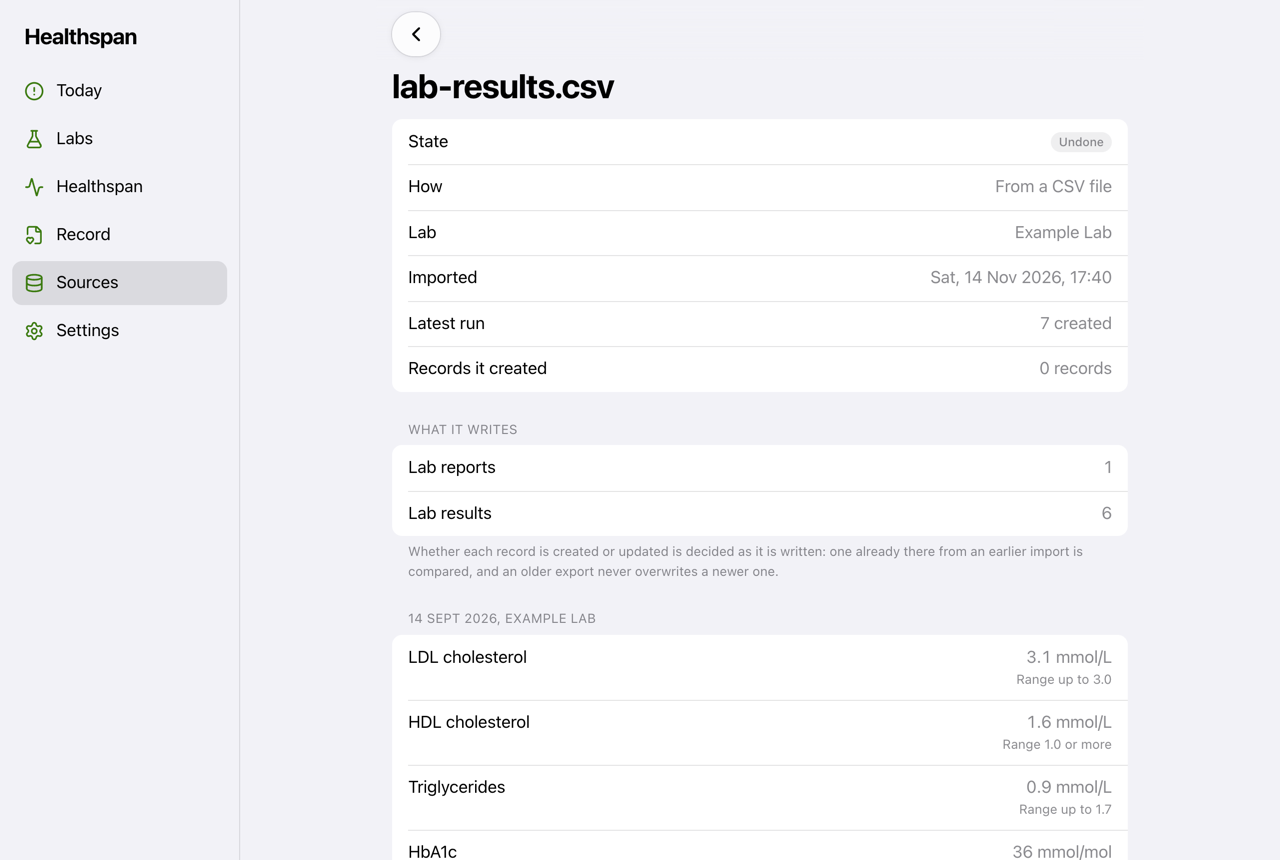 Healthspan
Today
Labs
Healthspan
Record
Sources
Settings
lab-results.csv
State
Undone
How
From a CSV file
Lab
Example Lab
Imported
Sat, 14 Nov 2026, 17:40
Latest run
7 created
Records it created
0 records
WHAT IT WRITES
Lab reports
1
Lab results
6
Whether each record is created or updated is decided as it is written: one already there from an earlier import is
compared, and an older export never overwrites a newer one.
14 SEPT 2026, EXAMPLE LAB
LDL cholesterol
3.1 mmol/L
Range up to 3.0
HDL cholesterol
1.6 mmol/L
Range 1.0 or more
Triglycerides
0.9 mmol/L
Range up to 1.7
HbA1c
36 mmol/mol